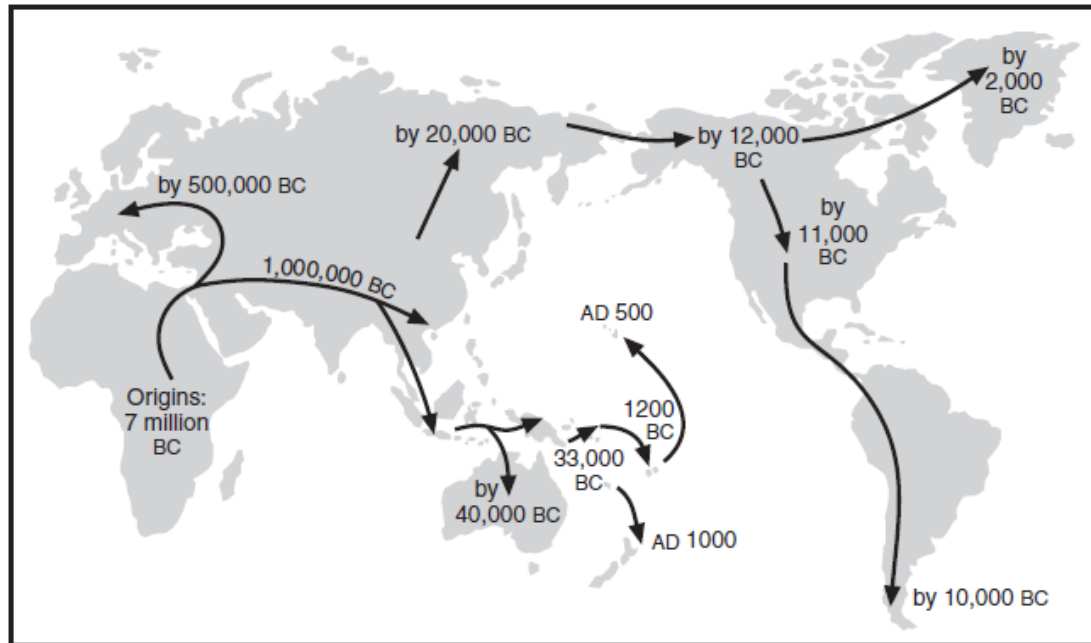 by
2,000
BC
by 20,000 BC
by 12,000
BC
by 500,000 BC
by
11,000
BC
1,000,000 BC
AD 500
Origins:
7 million
BC
1200
BC
33,000
BC
by
40,000 BC
AD 1000
by 10,000 BC